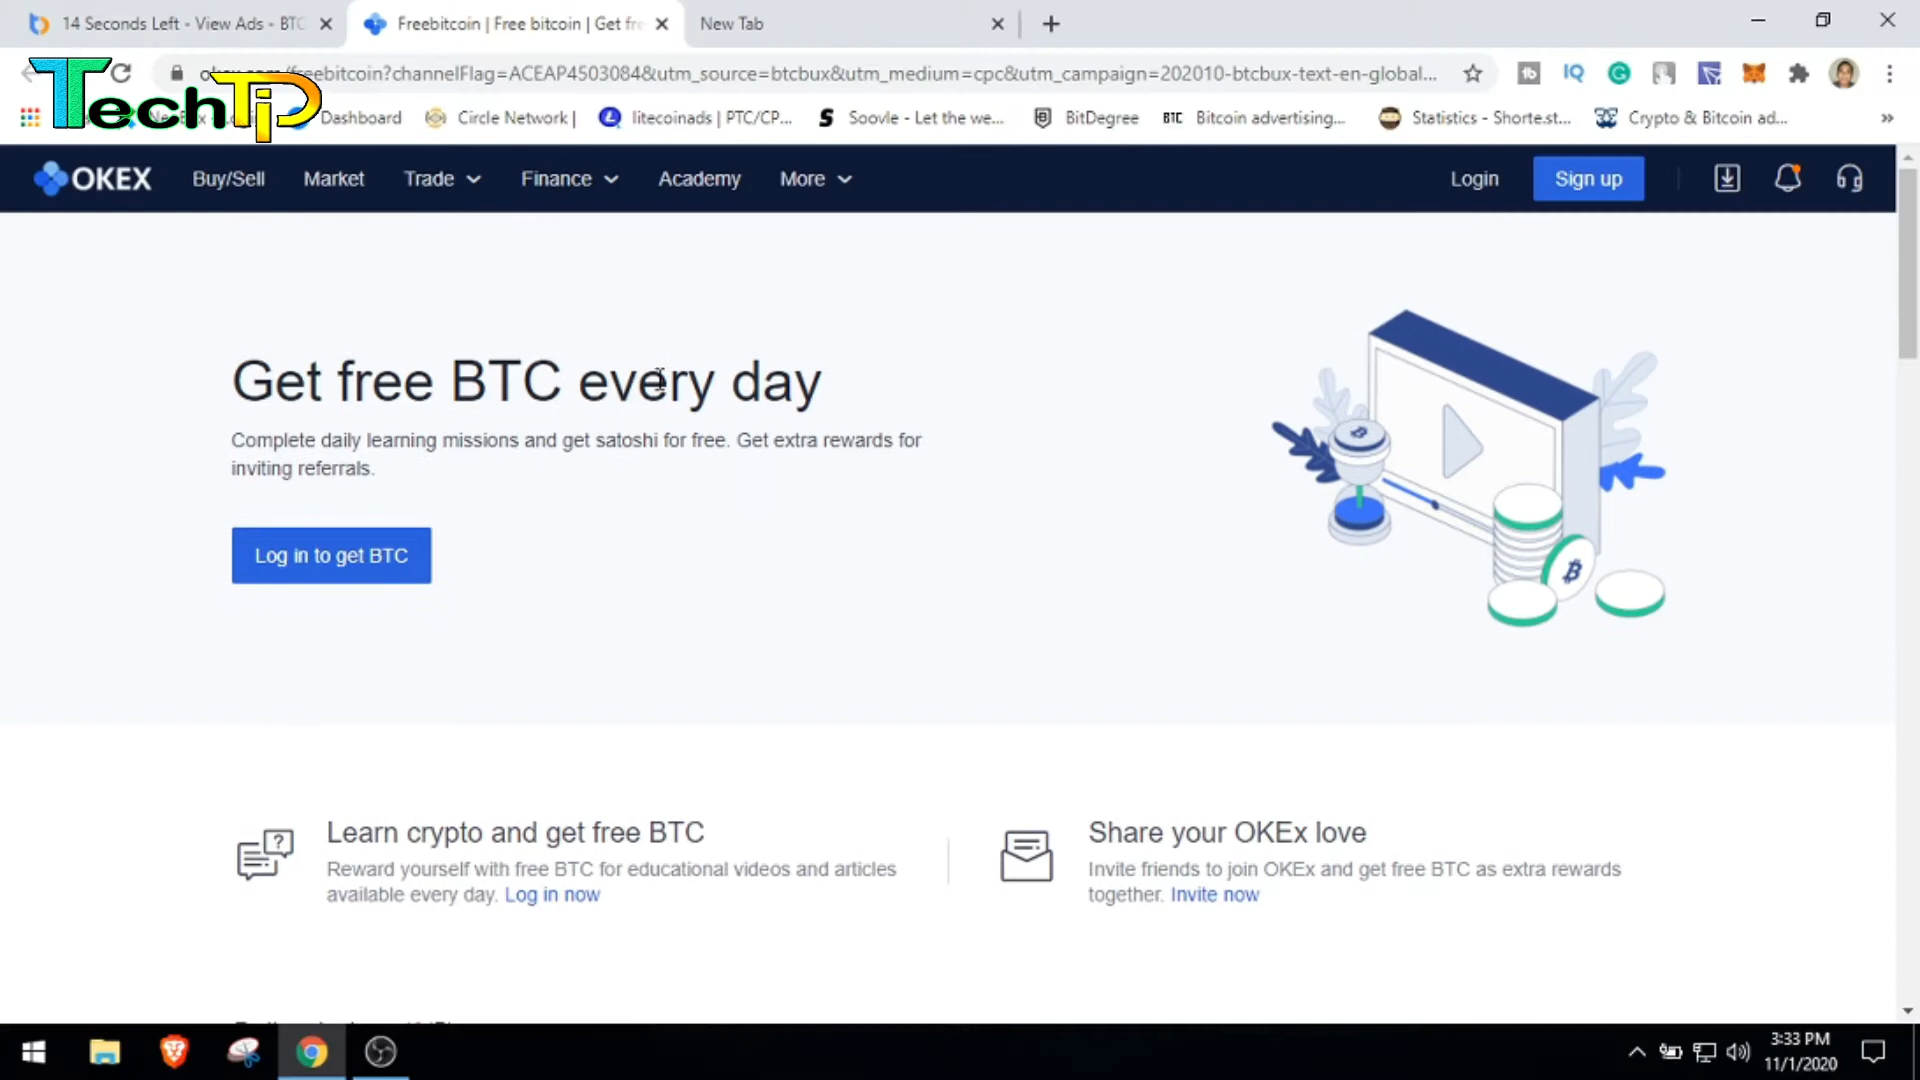 14 Seconds Left - View Ads - BTC
Freebitcoin | Free bitcoin | Get fre
New Tab
freebitcoin?channelFlag=ACEAP4503084&utm_source=btcbux&utm_medium=cpc&utm_campaign=202010-btcbux-text-en-global...
TechTip
Dashboard
Circle Network |
litecoinads | PTC/CP...
Soovle - Let the we...
BitDegree
BTC Bitcoin advertising...
Statistics - Shorte.st...
Crypto & Bitcoin ad...
OKEX
Buy/Sell
Market
Trade
Finance
Academy
More
Login
Sign up
Get free BTC every day
Complete daily learning missions and get satoshi for free. Get extra rewards for
inviting referrals.
Log in to get BTC
Learn crypto and get free BTC
Reward yourself with free BTC for educational videos and articles
available every day. Log in now
Share your OKEx love
Invite friends to join OKEx and get free BTC as extra rewards
together. Invite now
3:33 PM
11/1/2020